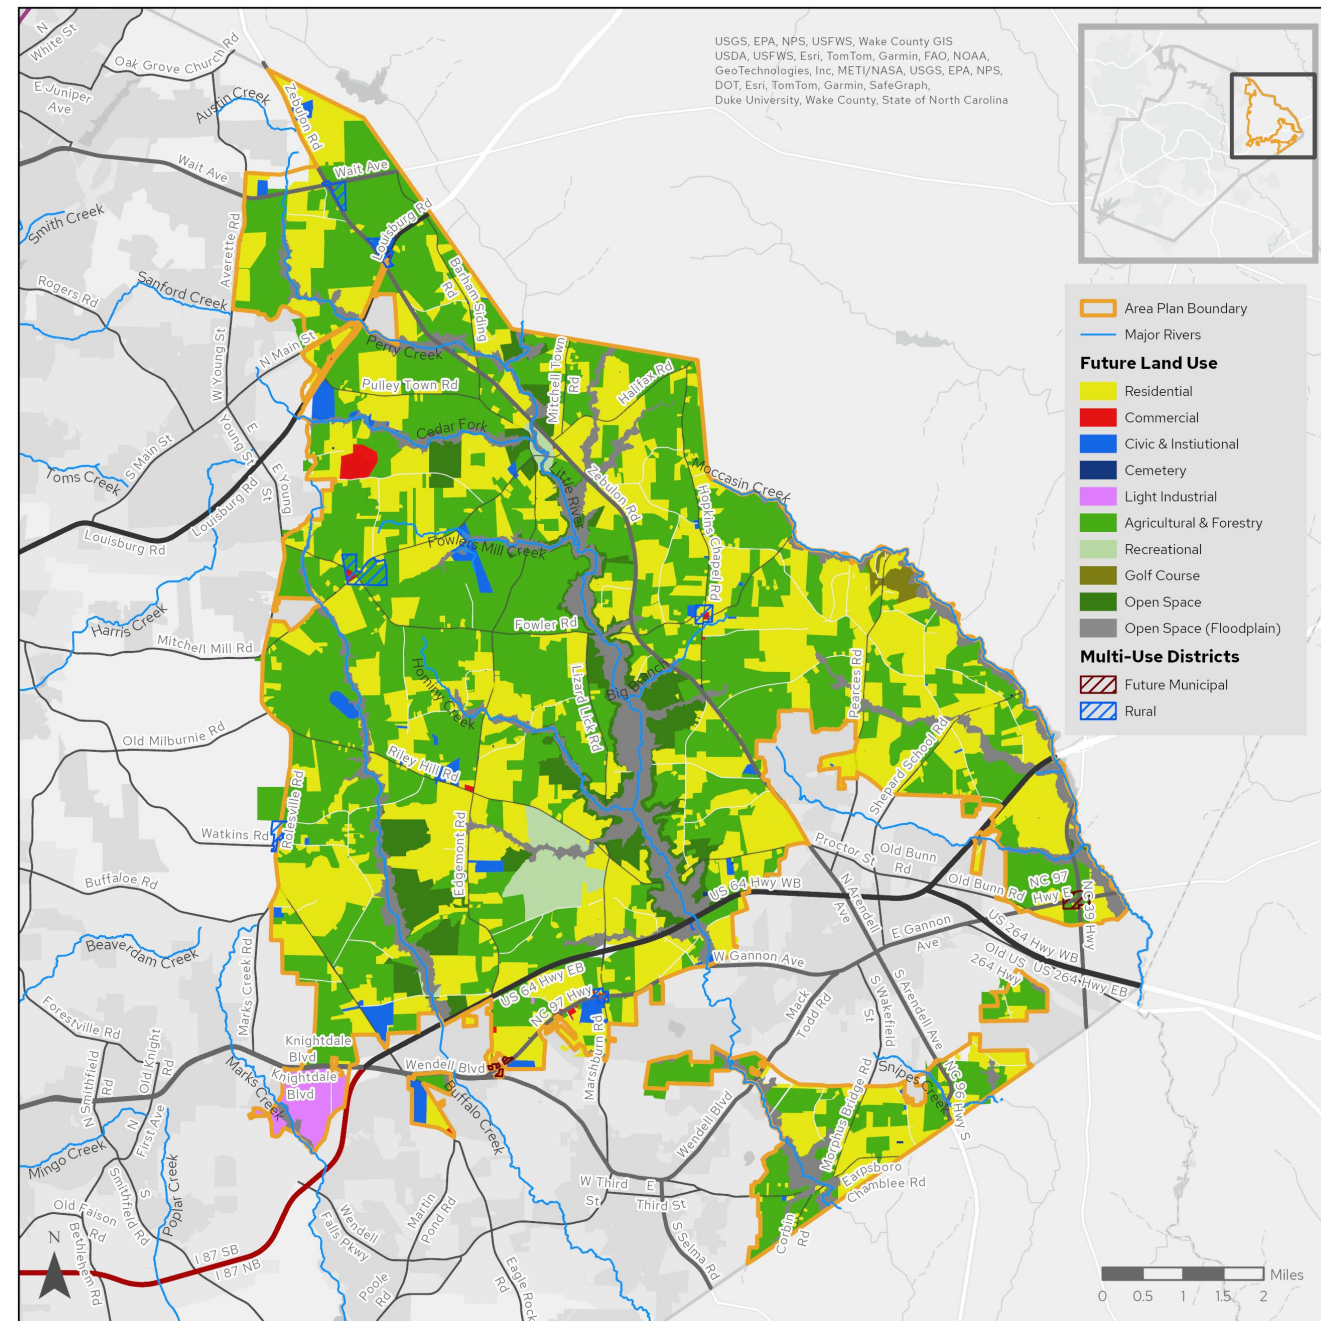 USGS, EPA, NPS, USFWS, Wake County GIS
USDA, USFWS, Esri, TomTom, Garmin, FAO, NOAA,
GeoTechnologies, Inc, METI/NASA, USGS, EPA, NPS,
DOT, Esri, TomTom, Garmin, SafeGraph,
Duke University, Wake County, State of North Carolina
N
White St
Oak Grove Church Rd
E Juniper
Ave
Austin Creek
Zebulon Rd
Wait Ave
Wait Ave
Smith Creek
Averette Rd
Louisburg Rd
Barham Siding
Rd
Rogers Rd
Sanford Creek
N Main St
W Young St
Perry Creek
Pulley Town Rd
Mitchell Town
Rd
Halifax Rd
Cedar Fork
E
Young St
S Main St
Toms Creek
E Young
St
Louisburg Rd
Louisburg Rd
Little River
Zebulon Rd
Moccasin Creek
Hopkins Chapel Rd
Fowlers Mill Creek
Harris Creek
Mitchell Mill Rd
Fowler Rd
Hominy Creek
Lizard Lick Rd
Big Branch
Pearces Rd
Old Milburnie Rd
Riley Hill Rd
Shepard School Rd
Rolesville Rd
Watkins Rd
Edgemont Rd
Proctor St
Old Bunn
Rd
Buffaloe Rd
US 64 Hwy WB
N Arendell
Ave
Old Bunn Rd
NC 97
Hwy E
NC 39 Hwy
E Gannon
Ave
US 264 Hwy WB
Old US
264 Hwy
US 264 Hwy EB
Beaverdam Creek
Marks Creek Rd
W Gannon Ave
US 64 Hwy EB
NC 97 Hwy
Mack
Todd Rd
S Wakefield
St
S Arendell Ave
Forestville Rd
N Smithfield
Rd
Old Knight
Rd
Knightdale
Blvd
Knightdale
Blvd
Marks Creek
Wendell Blvd
Marshburn Rd
Buffalo Creek
Wendell Blvd
Snipes Creek
NC 96 Hwy S
Morphus Bridge Rd
N
First Ave
Mingo Creek
S
Smithfield Rd
Poplar Creek
Old Faison
Rd
Bethlehem Rd
W Third
St
E
Third St
Earpsboro
Chamblee Rd
Corbin
Rd
S Selma Rd
Martin
Pond Rd
Wendell
Falls Pkwy
I 87 SB
I 87 NB
Poole
Rd
Eagle Rock
Rd
N
Area Plan Boundary
Major Rivers
Future Land Use
Residential
Commercial
Civic & Instiutional
Cemetery
Light Industrial
Agricultural & Forestry
Recreational
Golf Course
Open Space
Open Space (Floodplain)
Multi-Use Districts
Future Municipal
Rural
Miles
0 0.5 1 1.5 2